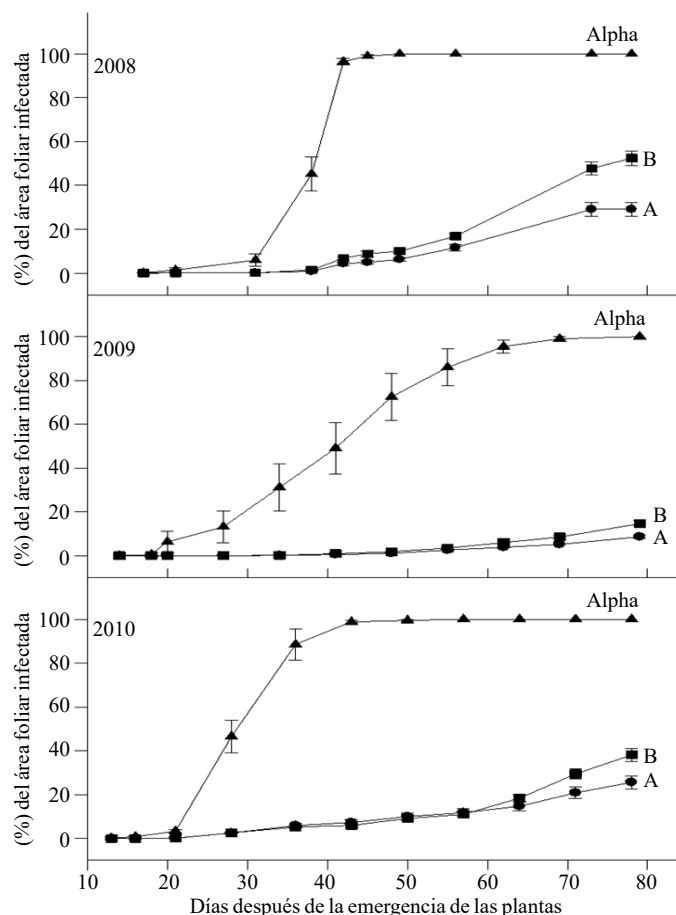 Alpha
100
2008
80
60
B
40
A
20
0
(%) del área foliar infectada
Alpha
100
2009
80
60
40
20
B
A
0
(%) del área foliar infectada
Alpha
100
2010
80
60
40
B
A
20
0
(%) del área foliar infectada
10 20 30 40 50 60 70 80
Días después de la emergencia de las plantas